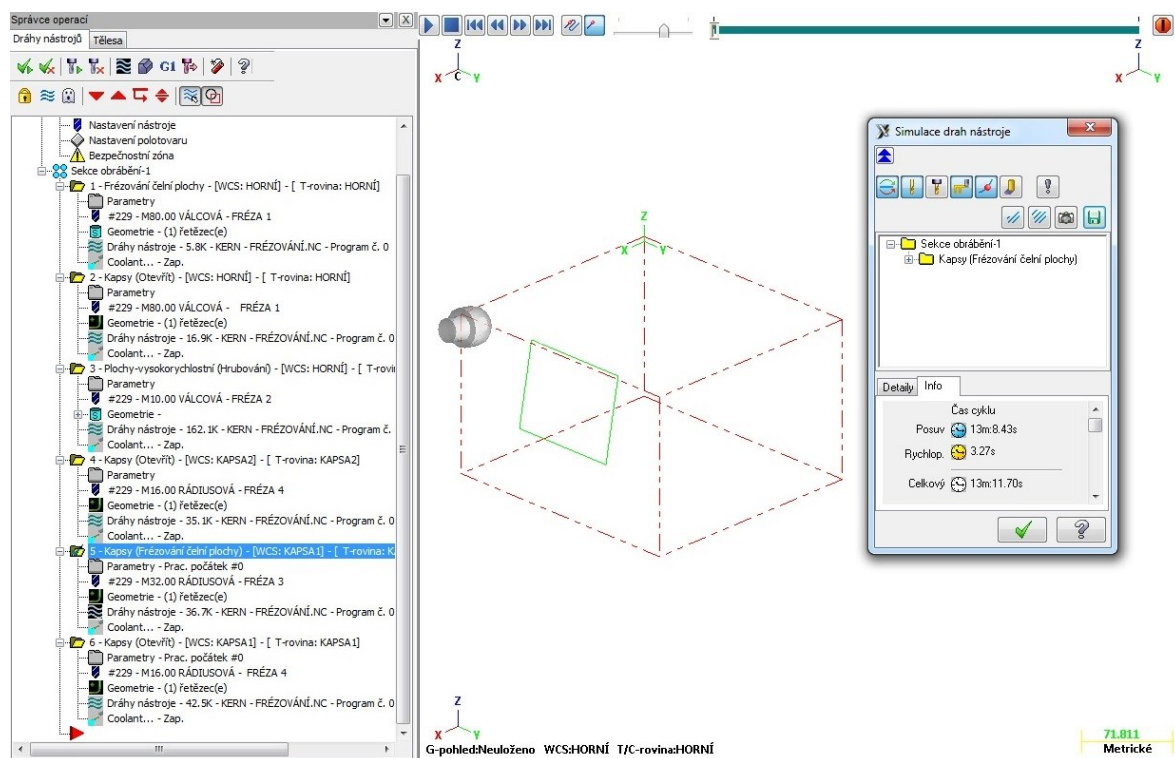 Správce operací
X
Dráhy nástrojů Tělesa
G1
Nastavení nástroje
Nastavení polotovaru
Bezpečnostní zóna
Sekce obrábění-1
1 - Frézování čelní plochy - [WCS: HORNÍ] - [ T-rovina: HORNÍ]
Parametry
#229 - M80.00 VÁLCOVÁ - FRÉZA 1
Geometrie - (1) řetězec(e)
Dráhy nástroje - 5.8K - KERN - FRÉZOVÁNÍ.NC - Program č. 0
Coolant... - Zap.
2 - Kapsy (Otevřít) - [WCS: HORNÍ] - [ T-rovina: HORNÍ]
Parametry
#229 - M80.00 VÁLCOVÁ - FRÉZA 1
Geometrie - (1) řetězec(e)
Dráhy nástroje - 16.9K - KERN - FRÉZOVÁNÍ.NC - Program č. 0
Coolant... - Zap.
3 - Plochy-vysokorychlostní (Hrubování) - [WCS: HORNÍ] - [ T-rovi
Parametry
#229 - M10.00 VÁLCOVÁ - FRÉZA 2
Geometrie -
Dráhy nástroje - 162.1K - KERN - FRÉZOVÁNÍ.NC - Program č.
Coolant... - Zap.
4 - Kapsy (Otevřít) - [WCS: KAPSA2] - [ T-rovina: KAPSA2]
Parametry
#229 - M16.00 RÁDIUSOVÁ - FRÉZA 4
Geometrie - (1) řetězec(e)
Dráhy nástroje - 35.1K - KERN - FRÉZOVÁNÍ.NC - Program č. 0
Coolant... - Zap.
5 - Kapsy (Frézování čelní plochy) - [WCS: KAPSA1] - [ T-rovina: KA
Parametry - Prac. počátek #0
#229 - M32.00 RÁDIUSOVÁ - FRÉZA 3
Geometrie - (1) řetězec(e)
Dráhy nástroje - 36.7K - KERN - FRÉZOVÁNÍ.NC - Program č. 0
Coolant... - Zap.
6 - Kapsy (Otevřít) - [WCS: KAPSA1] - [ T-rovina: KAPSA1]
Parametry - Prac. počátek #0
#229 - M16.00 RÁDIUSOVÁ - FRÉZA 4
Geometrie - (1) řetězec(e)
Dráhy nástroje - 42.5K - KERN - FRÉZOVÁNÍ.NC - Program č. 0
Coolant... - Zap.
Z
X C Y
Z
X Y
Z
X Y
Z
X Y
G-pohled:Neuloženo WCS:HORNÍ T/C-rovina:HORNÍ
71.811
Metrické
Simulace drah nástroje
Sekce obrábění-1
Kapsy (Frézování čelní plochy)
Detaily Info
Čas cyklu
Posuv 13m:8.43s
Rychlop. 3.27s
Celkový 13m:11.70s